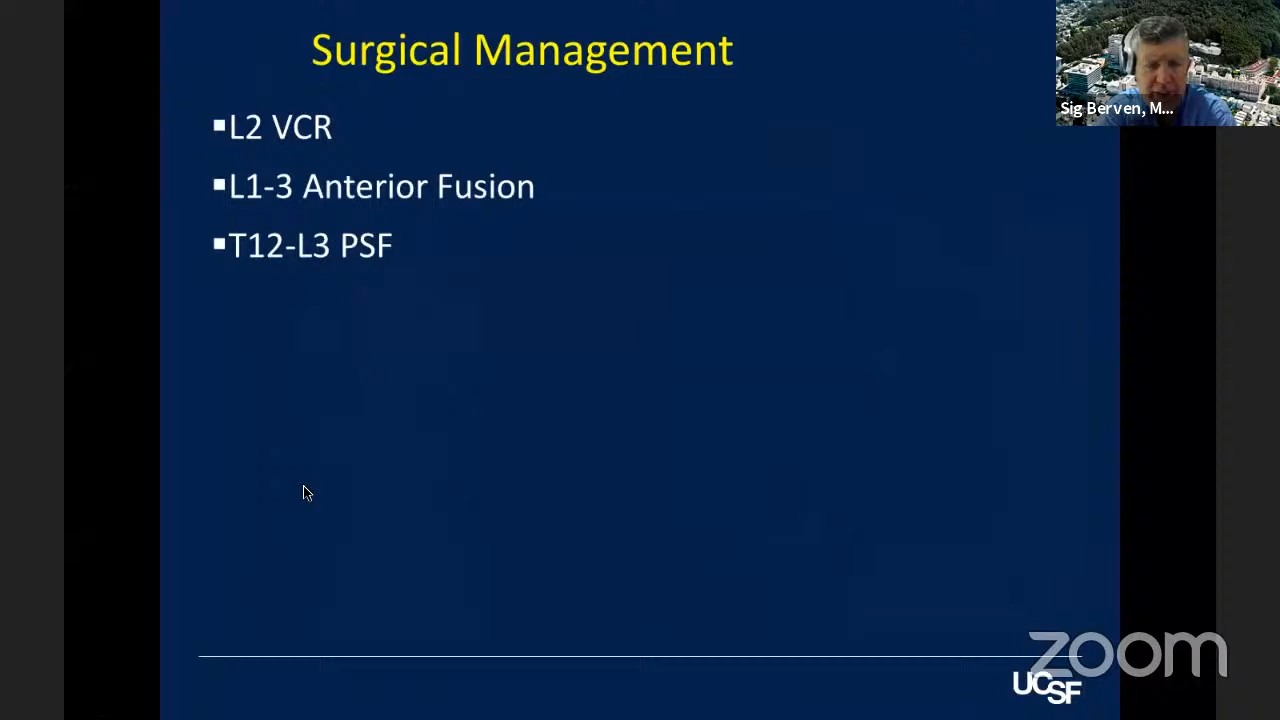 Surgical Management
Sig Berven, M...
▪L2 VCR
▪L1-3 Anterior Fusion
▪T12-L3 PSF
zoom
UCSF